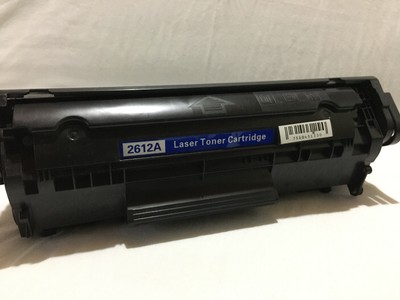 2612A Laser Toner Cartridge